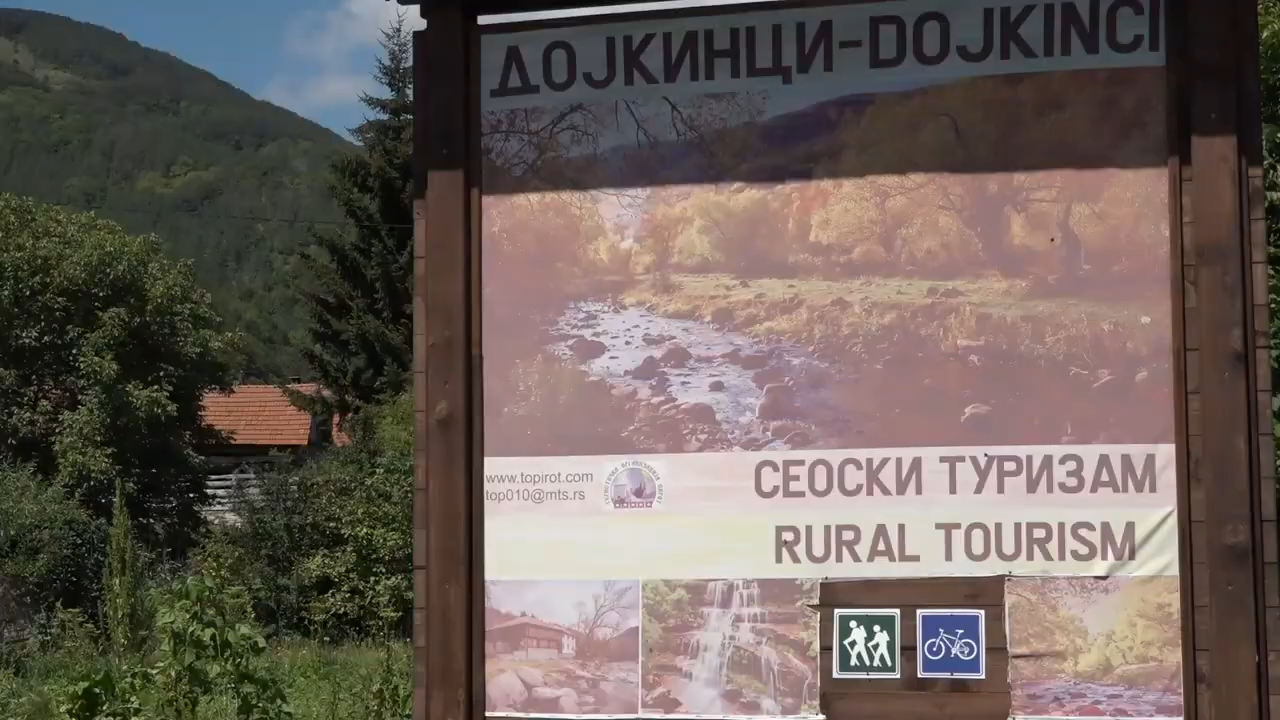 ДОЈКИНЦИ-DOJKINCI
www.topirot.com
top010@mts.rs
СЕОСКИ ТУРИЗАМ
RURAL TOURISM